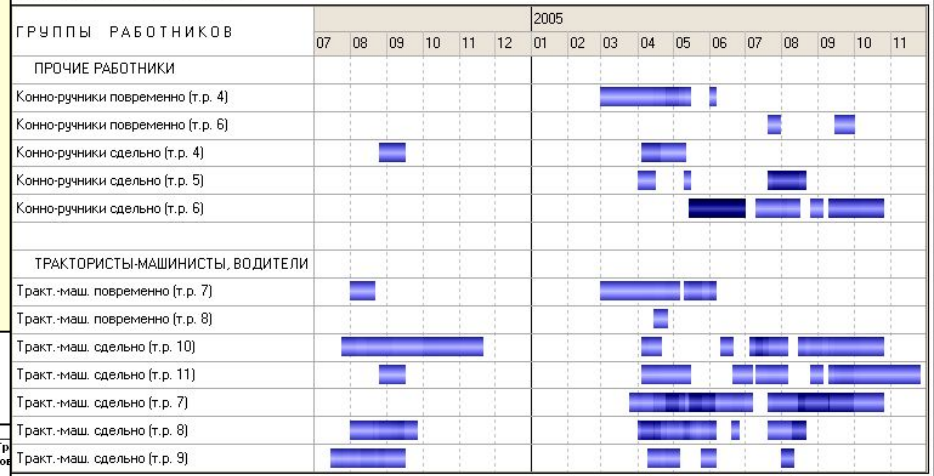 2005
ГРУППЫ РАБОТНИКОВ
07 08 09 10 11 12 01 02 03 04 05 06 07 08 09 10 11
ПРОЧИЕ РАБОТНИКИ
Конно-ручники повременно (т.р. 4)
Конно-ручники повременно (т.р. 6)
Конно-ручники сдельно (т.р. 4)
Конно-ручники сдельно (т.р. 5)
Конно-ручники сдельно (т.р. 6)
ТРАКТОРИСТЫ-МАШИНИСТЫ, ВОДИТЕЛИ
Тракт.-маш. повременно (т.р. 7)
Тракт.-маш. повременно (т.р. 8)
Тракт.-маш. сдельно (т.р. 10)
Тракт.-маш. сдельно (т.р. 11)
Тракт.-маш. сдельно (т.р. 7)
Тракт.-маш. сдельно (т.р. 8)
Тракт.-маш. сдельно (т.р. 9)